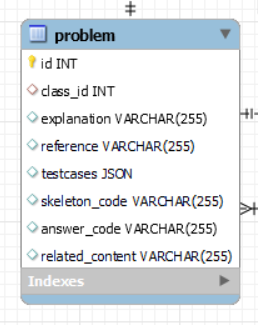 problem
id INT
class_id INT
explanation VARCHAR(255)
reference VARCHAR(255)
testcases JSON
skeleton_code VARCHAR(255)
answer_code VARCHAR(255)
related_content VARCHAR(255)
Indexes